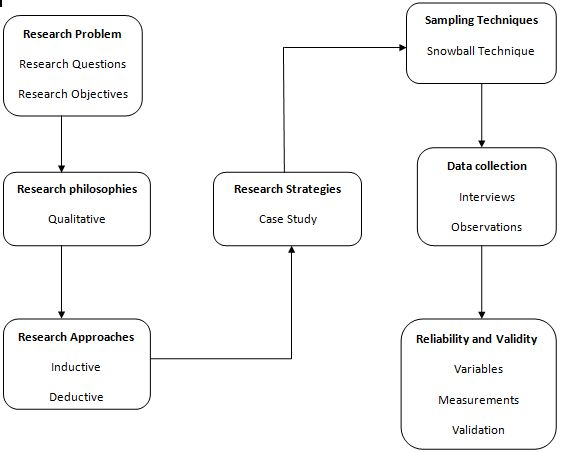 Research Problem
Research Questions
Research Objectives
Research philosophies
Qualitative
Research Approaches
Inductive
Deductive
Research Strategies
Case Study
Sampling Techniques
Snowball Technique
Data collection
Interviews
Observations
Reliability and Validity
Variables
Measurements
Validation